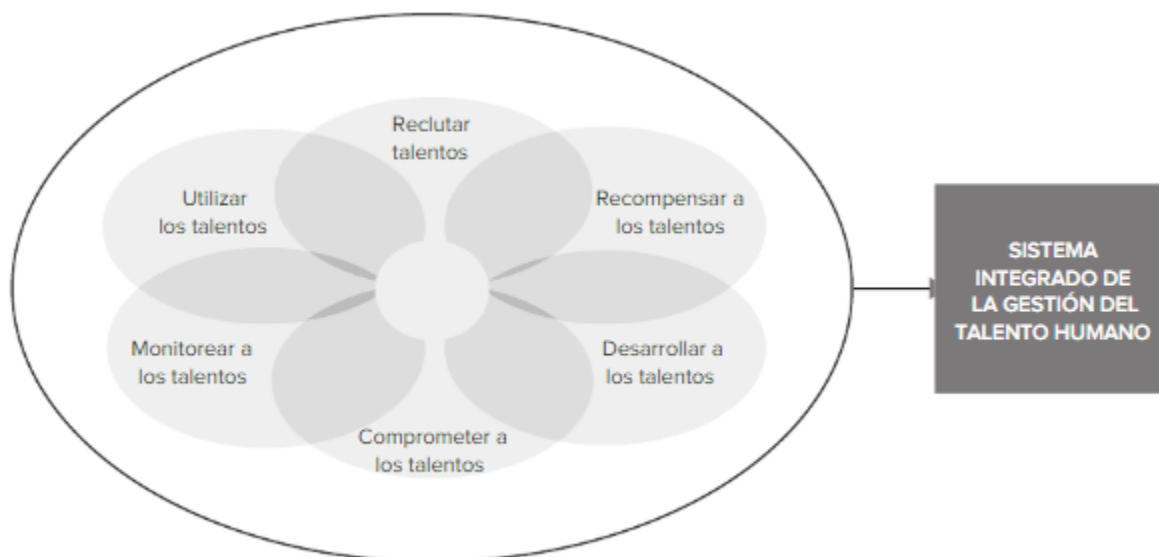 Reclutar
talentos
Utilizar
los talentos
Recompensar a
los talentos
Monitorear a
los talentos
Desarrollar a
los talentos
Comprometer a
los talentos
SISTEMA
INTEGRADO DE
LA GESTIÓN DEL
TALENTO HUMANO